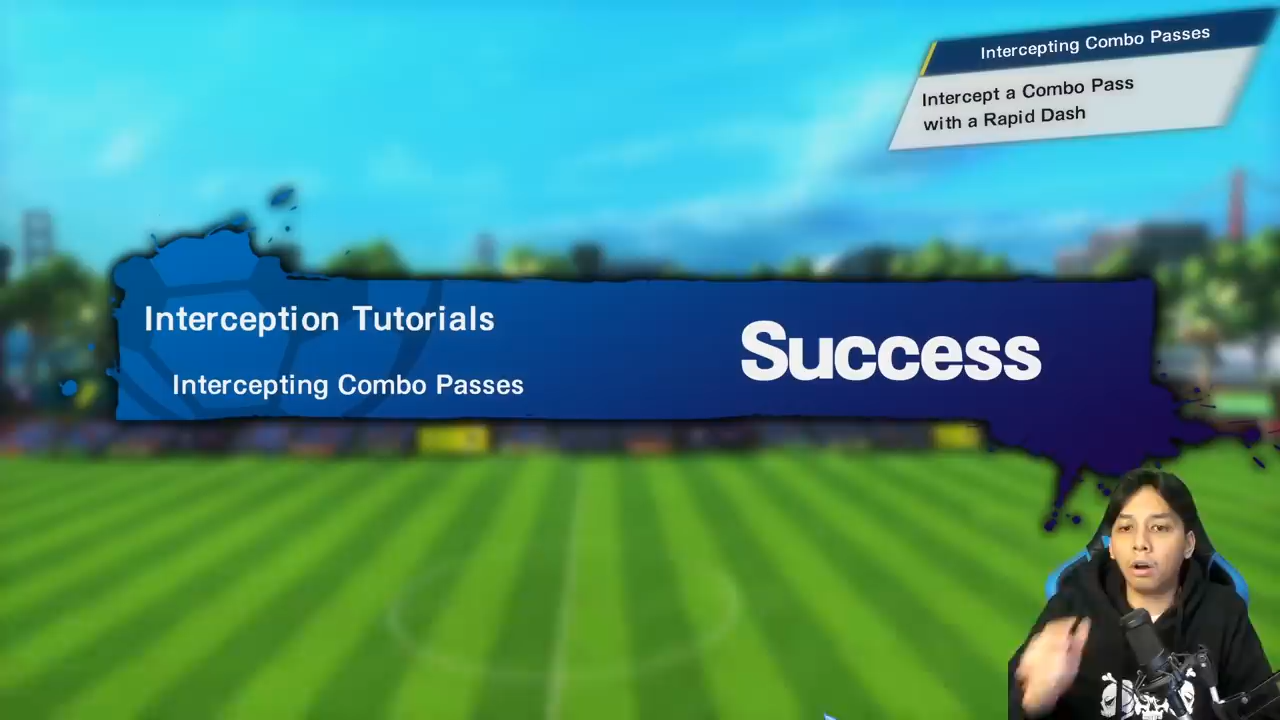 Intercepting Combo Passes
Intercept a Combo Pass
with a Rapid Dash
Interception Tutorials
Success
Intercepting Combo Passes